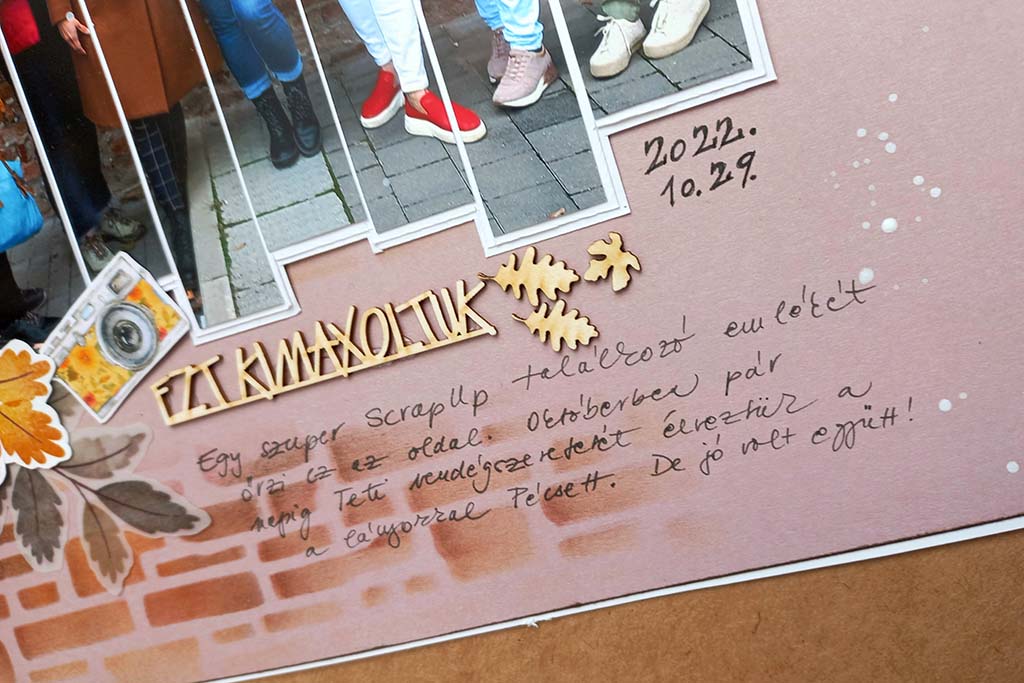 2022.
10.29.
EZT KIMAXOLTUK
Egy szuper ScrapUp találkozó emlékét
őrzi ez az oldal. Októberben pár
napig Teti vendégszeretetét élveztük a
a lányokkal Pécsett. De jó volt együtt!